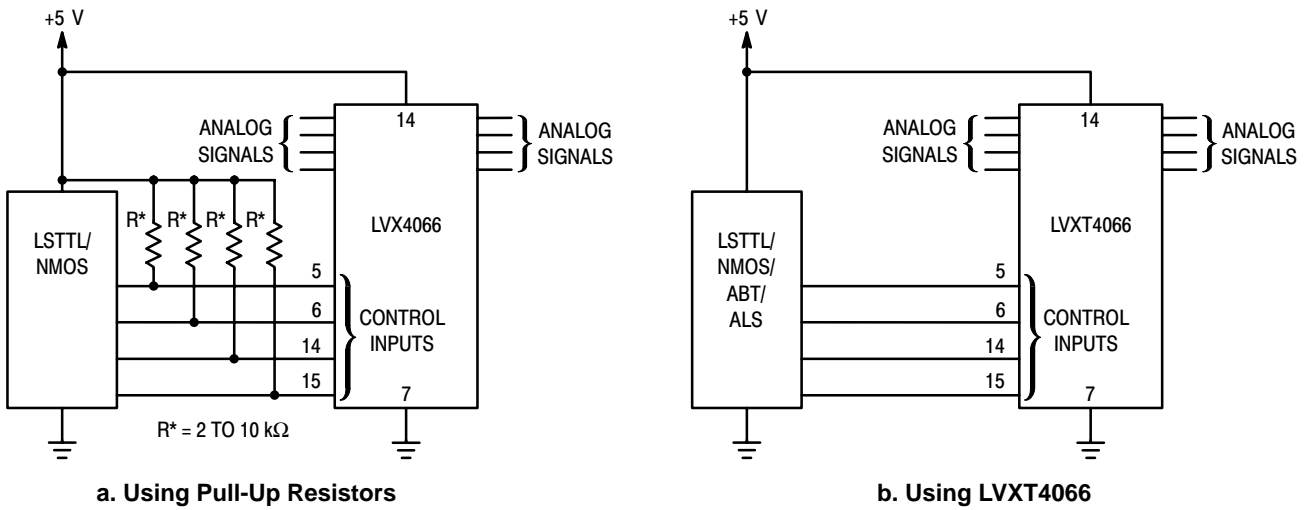 +5 V
14
ANALOG
SIGNALS
ANALOG
SIGNALS
R* R* R* R*
LSTTL/
NMOS
LVX4066
5
6
14
15
CONTROL
INPUTS
7
R* = 2 TO 10 kΩ
a. Using Pull-Up Resistors
+5 V
14
ANALOG
SIGNALS
ANALOG
SIGNALS
LSTTL/
NMOS/
ABT/
ALS
LVXT4066
5
6
14
15
CONTROL
INPUTS
7
b. Using LVXT4066